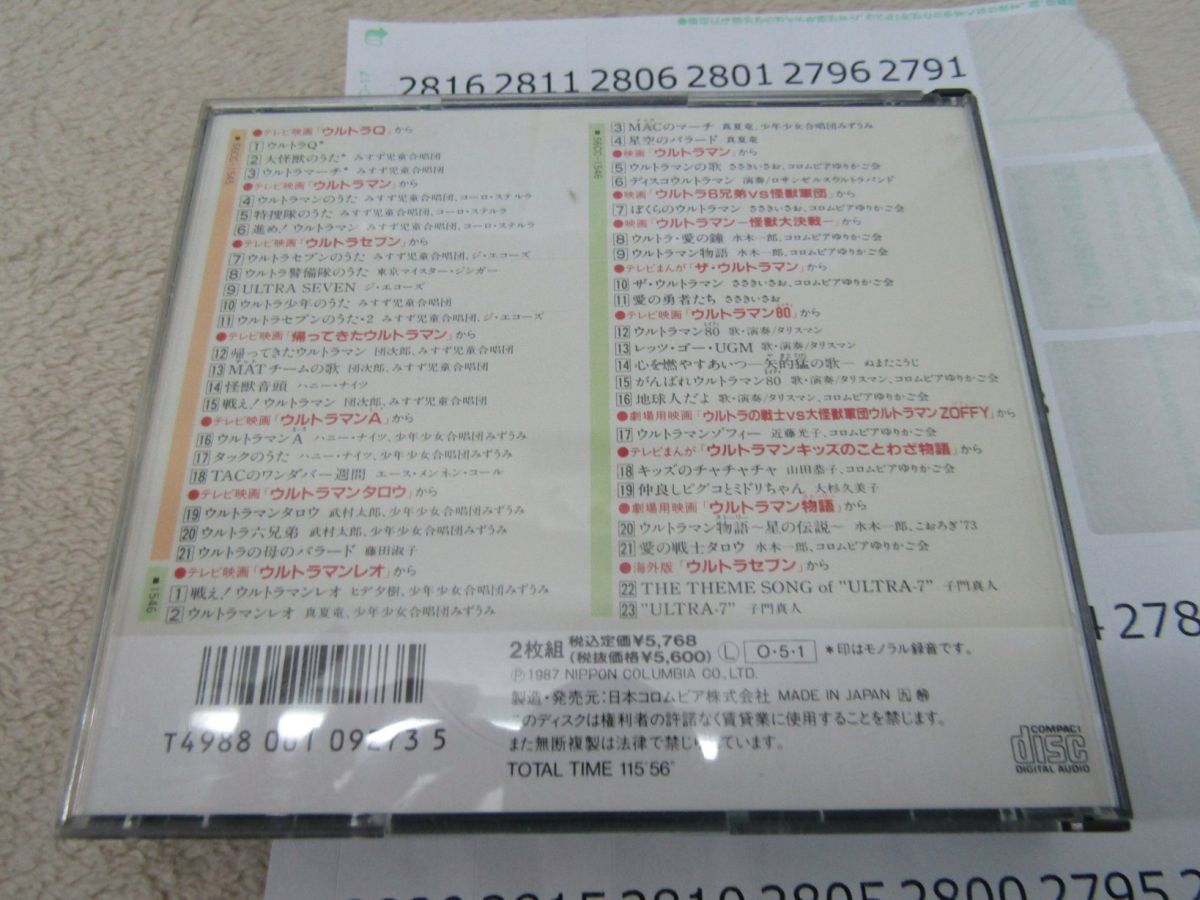 2816 2811 2806 2801 2796 2791
■56CC-1545
●テレビ映画「ウルトラQ」から
1 ウルトラQ*
2 大怪獣のうた* みすず児童合唱団
3 ウルトラマーチ* みすず児童合唱団
●テレビ映画「ウルトラマン」から
4 ウルトラマンのうた みすず児童合唱団、コーロ・ステルラ
5 特捜隊のうた みすず児童合唱団、コーロ・ステルラ
6 進め!ウルトラマン みすず児童合唱団、コーロ・ステルラ
●テレビ映画「ウルトラセブン」から
7 ウルトラセブンのうた みすず児童合唱団、ジ・エコーズ
8 ウルトラ警備隊のうた 東京マイスター・ジンガー
9 ULTRA SEVEN ジ・エコーズ
10 ウルトラ少年のうた みすず児童合唱団
11 ウルトラセブンのうた・2 みすず児童合唱団、ジ・エコーズ
●テレビ映画「帰ってきたウルトラマン」から
12 帰ってきたウルトラマン 団次郎、みすず児童合唱団
13 MATチームの歌 団次郎、みすず児童合唱団
14 怪獣音頭 ハニー・ナイツ
15 戦え!ウルトラマン 団次郎、みすず児童合唱団
●テレビ映画「ウルトラマンA」から
16 ウルトラマンA ハニー・ナイツ、少年少女合唱団みずうみ
17 タックのうた ハニー・ナイツ、少年少女合唱団みずうみ
18 TACのワンダバー週間 エース・メンネン・コール
●テレビ映画「ウルトラマンタロウ」から
19 ウルトラマンタロウ 武村太郎、少年少女合唱団みずうみ
20 ウルトラ六兄弟 武村太郎、少年少女合唱団みずうみ
21 ウルトラの母のバラード 藤田淑子
■1546
●テレビ映画「ウルトラマンレオ」から
1 戦え!ウルトラマンレオ ヒデ夕樹、少年少女合唱団みずうみ
2 ウルトラマンレオ 真夏竜、少年少女合唱団みずうみ
■56CC-1546
3 MACのマーチ 真夏竜、少年少女合唱団みずうみ
4 星空のバラード 真夏竜
●映画「ウルトラマン」から
5 ウルトラマンの歌 ささきいさお、コロムビアゆりかご会
6 ディスコウルトラマン 演奏/ロサンゼルスウルトラバンド
●映画「ウルトラ6兄弟vs怪獣軍団」から
7 ぼくらのウルトラマン ささきいさお、コロムビアゆりかご会
●映画「ウルトラマン―怪獣大決戦―」から
8 ウルトラ・愛の鐘 水木一郎、コロムビアゆりかご会
9 ウルトラマン物語 水木一郎、コロムビアゆりかご会
●テレビまんが「ザ・ウルトラマン」から
10 ザ・ウルトラマン ささきいさお、コロムビアゆりかご会
11 愛の勇者たち ささきいさお
●テレビ映画「ウルトラマン80」から
12 ウルトラマン80 歌・演奏/タリスマン
13 レッツ・ゴー・UGM 歌・演奏/タリスマン
14 心を燃やすあいつ―矢的猛の歌― ぬまたこうじ
15 がんばれウルトラマン80 歌・演奏/タリスマン、コロムビアゆりかご会
16 地球人だよ 歌・演奏/タリスマン、コロムビアゆりかご会
●劇場用映画「ウルトラの戦士vs大怪獣軍団ウルトラマンZOFFY」から
17 ウルトラマンゾフィー 近藤光子、コロムビアゆりかご会
●テレビまんが「ウルトラマンキッズのことわざ物語」から
18 キッズのチャチャチャ 山田恭子、コロムビアゆりかご会
19 仲良しピグコとミドリちゃん 大杉久美子
●劇場用映画「ウルトラマン物語」から
20 ウルトラマン物語〜星の伝説〜 水木一郎、こおろぎ'73
21 愛の戦士タロウ 水木一郎、コロムビアゆりかご会
●海外版「ウルトラセブン」から
22 THE THEME SONG of "ULTRA-7" 子門真人
23 "ULTRA-7" 子門真人
2枚組 税込定価¥5,768 (税抜価格¥5,600) Ⓛ O・5・1 *印はモノラル録音です。
Ⓟ1987 NIPPON COLUMBIA CO., LTD.
製造・発売元:日本コロムビア株式会社 MADE IN JAPAN
このディスクは権利者の許諾なく賃貸業に使用することを禁じます。
また無断複製は法律で禁じられています。
TOTAL TIME 115'56"
T4988 001 09273 5
COMPACT
disc
DIGITAL AUDIO
2810 2805 2800 2795